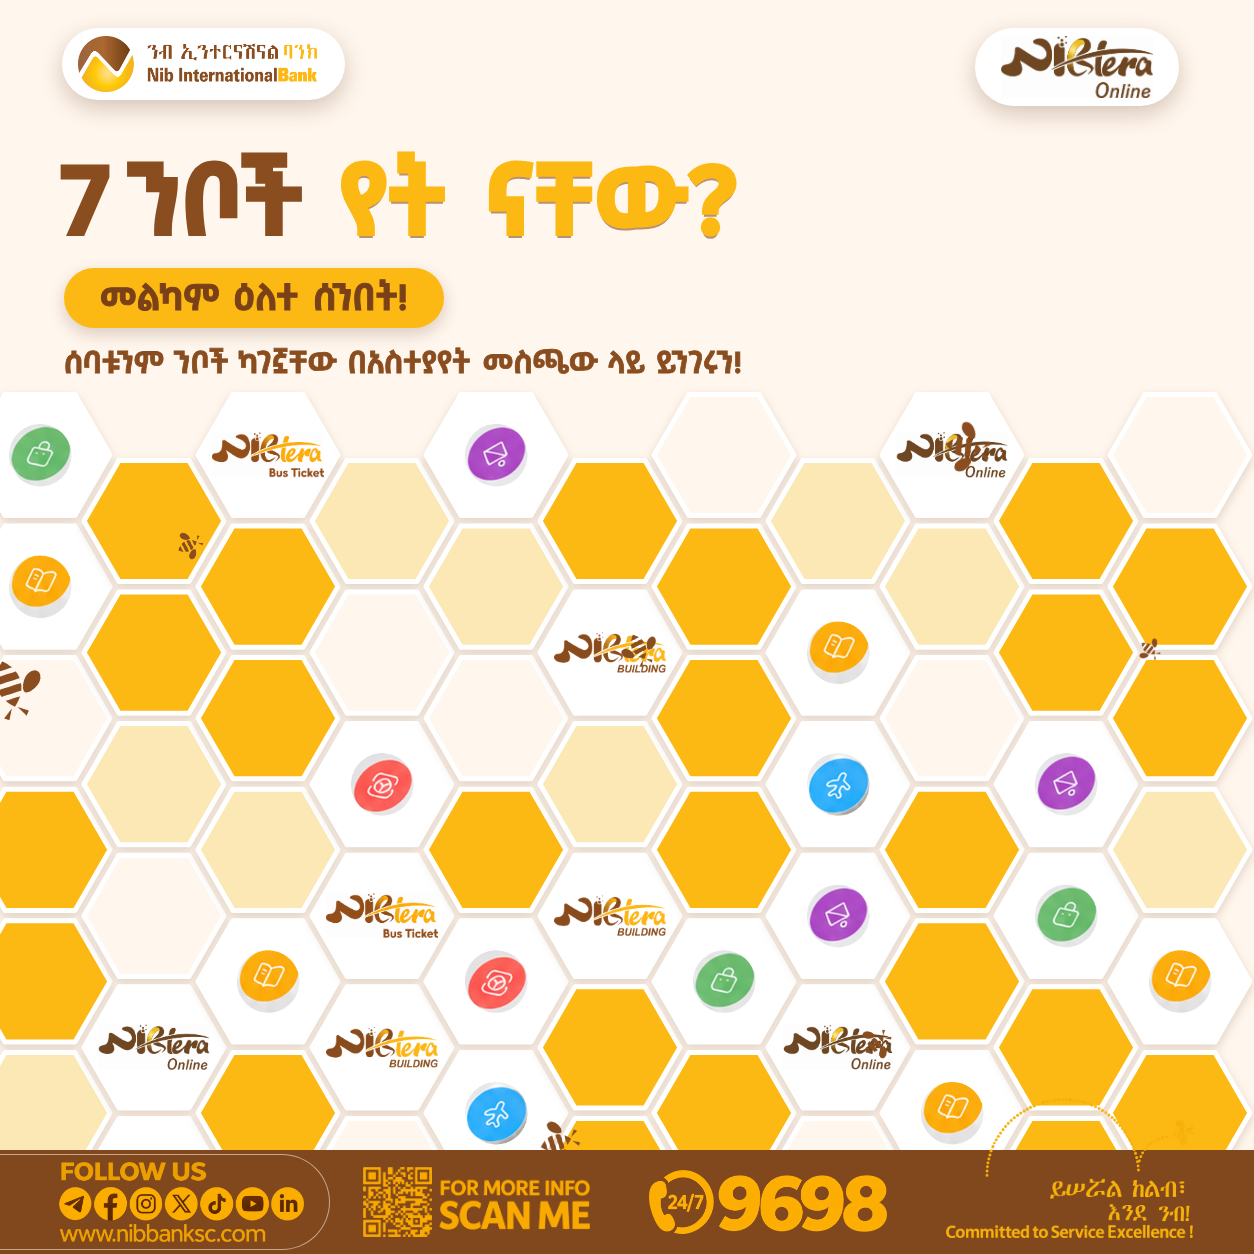 ንብ ኢንተርናሽናል ባንክ
Nib InternationalBank
NIBtera
Online
7 ንቦች የት ናቸው?
መልካም ዕለተ ሰንበት!
ሰባቱንም ንቦች ካገኟቸው በአስተያየት መስጫው ላይ ይንገሩን!
NIBtera
Bus Ticket
NIBtera
Online
NIBtera
BUILDING
NIBtera
Bus Ticket
NIBtera
BUILDING
NIBtera
Online
NIBtera
BUILDING
NIBtera
Online
FOLLOW US
www.nibbanksc.com
FOR MORE INFO
SCAN ME
24/7 9698
ይሠሯል ከልብ፣
እንደ ንብ!
Committed to Service Excellence !